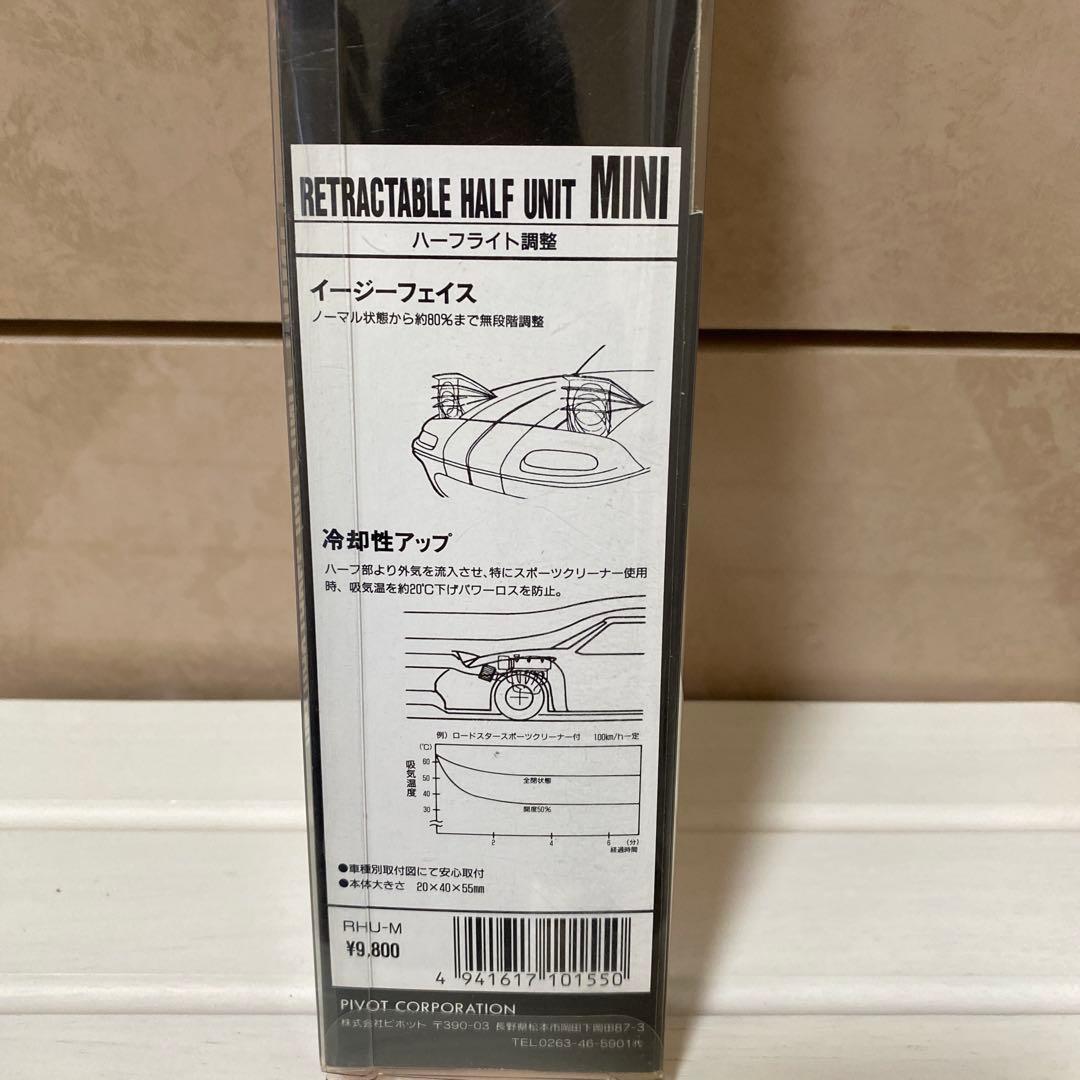 RETRACTABLE HALF UNIT MINI
ハーフライト調整
イージーフェイス
ノーマル状態から約80%まで無段階調整
冷却性アップ
ハーフ部より外気を流入させ、特にスポーツクリーナー使用
時、吸気温を約20℃下げパワーロスを防止。
例）ロードスタースポーツクリーナー付 100km/h一定
(℃)
60
50
40
30
吸気温度
全閉状態
開度50%
2 4 6 (分)
経過時間
●車種別取付図にて安心取付
●本体大きさ 20×40×55mm
RHU-M
¥9,800
4 941617 101550
PIVOT CORPORATION
株式会社ピボット 〒390-03 長野県松本市岡田下岡田87-3
TEL.0263-46-5901代